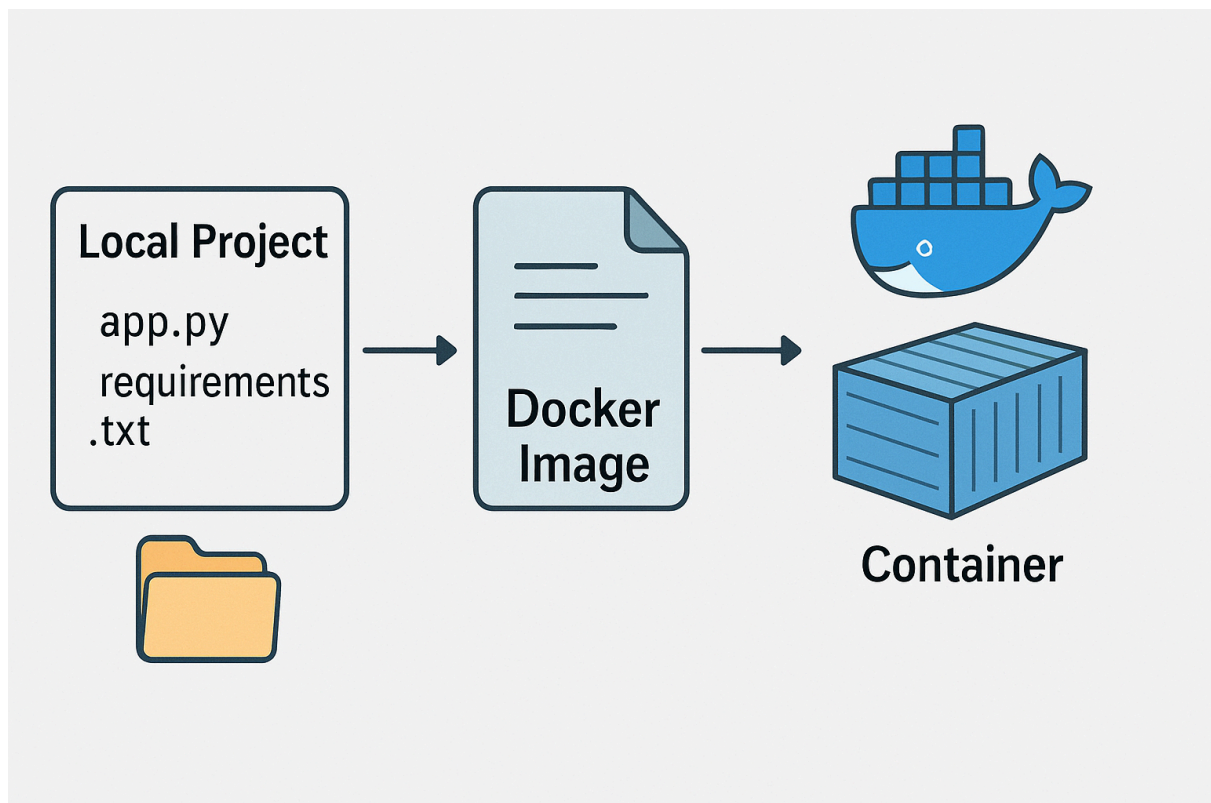 Local Project
app.py
requirements
.txt
Docker
Image
Container